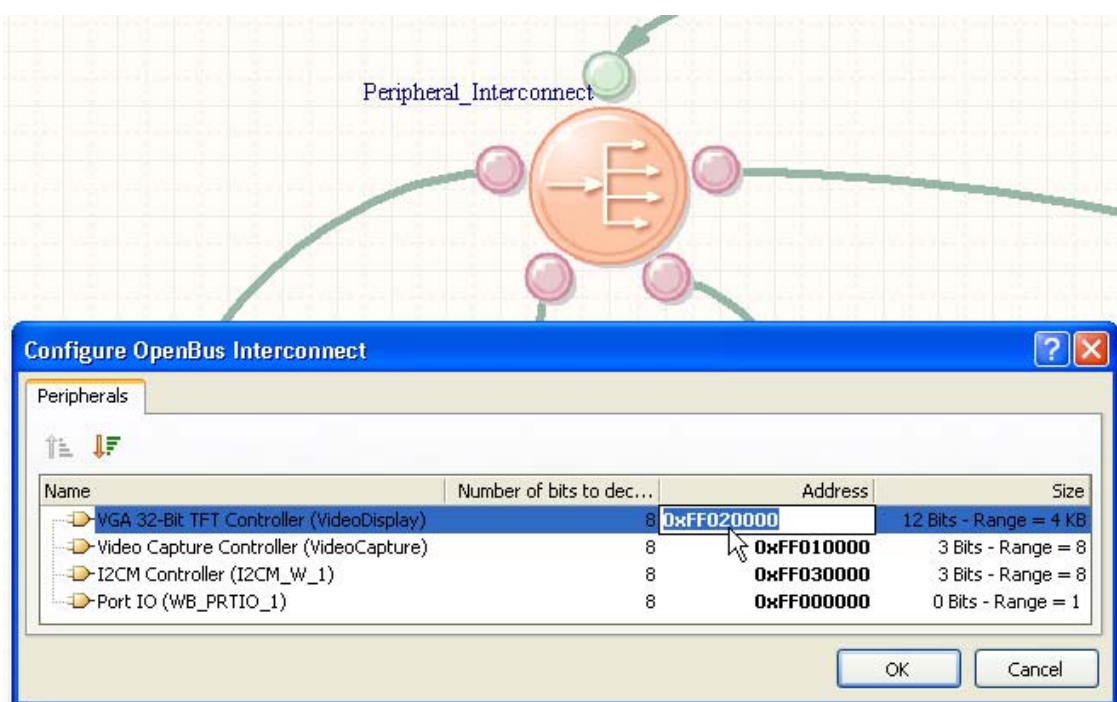 Peripheral_Interconnect
Configure OpenBus Interconnect
Peripherals
Name Number of bits to dec... Address Size
VGA 32-Bit TFT Controller (VideoDisplay) 8 0xFF020000 12 Bits - Range = 4 KB
Video Capture Controller (VideoCapture) 8 0xFF010000 3 Bits - Range = 8
I2CM Controller (I2CM_W_1) 8 0xFF030000 3 Bits - Range = 8
Port IO (WB_PRTIO_1) 8 0xFF000000 0 Bits - Range = 1
OK Cancel